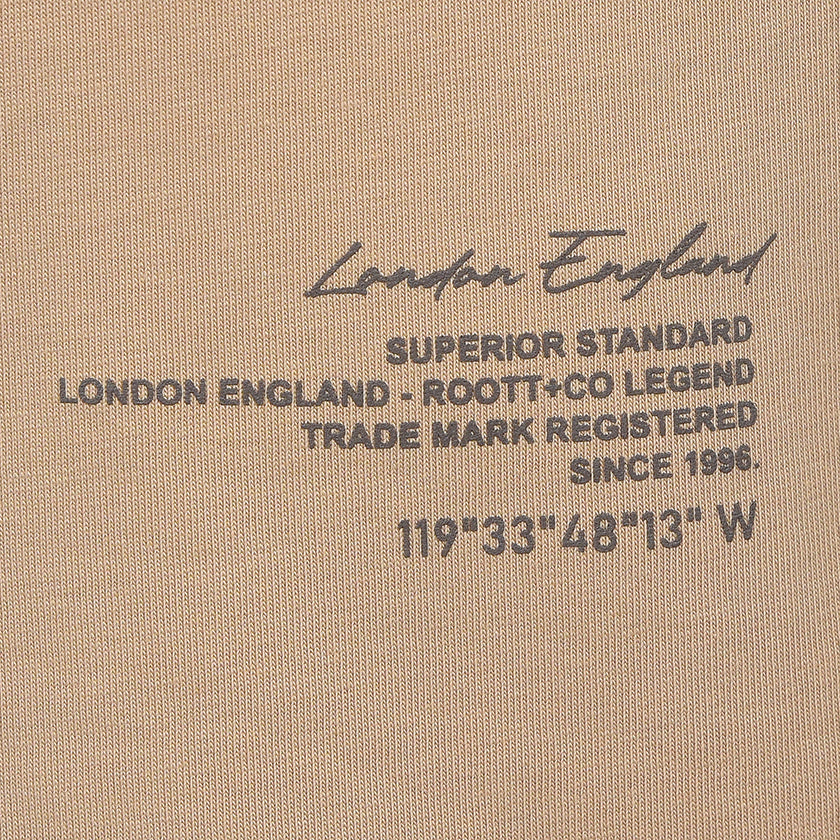 London England
SUPERIOR STANDARD
LONDON ENGLAND - ROOTT+CO LEGEND
TRADE MARK REGISTERED
SINCE 1996.
119"33"48"13" W